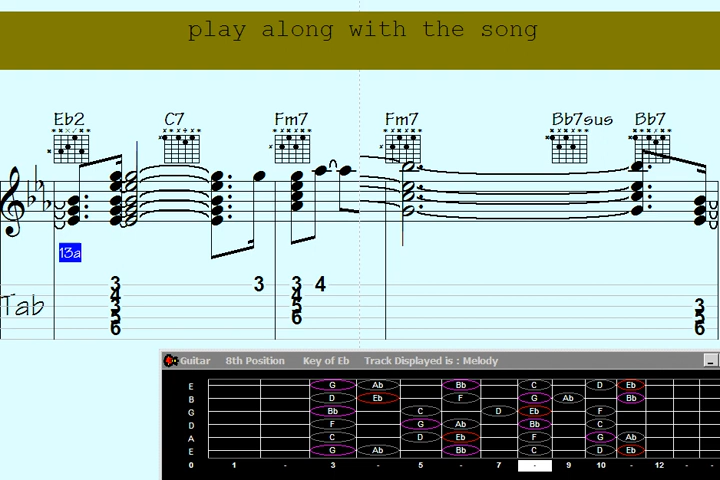 play along with the song
Eb2 C7 Fm7 Fm7 Bb7sus Bb7
13a
Tab
3 3 3 4
4 4
3 5 3
5 5 5
6 6 6
Guitar 8th Position Key of Eb Track Displayed is : Melody
E G Ab Bb C D Eb
B D Eb F G Ab Bb
G Bb C D Eb F
D F G Ab Bb C
A C D Eb F G Ab
E G Ab Bb C D Eb
0 1 - 3 - 5 - 7 - 9 10 - 12 - -